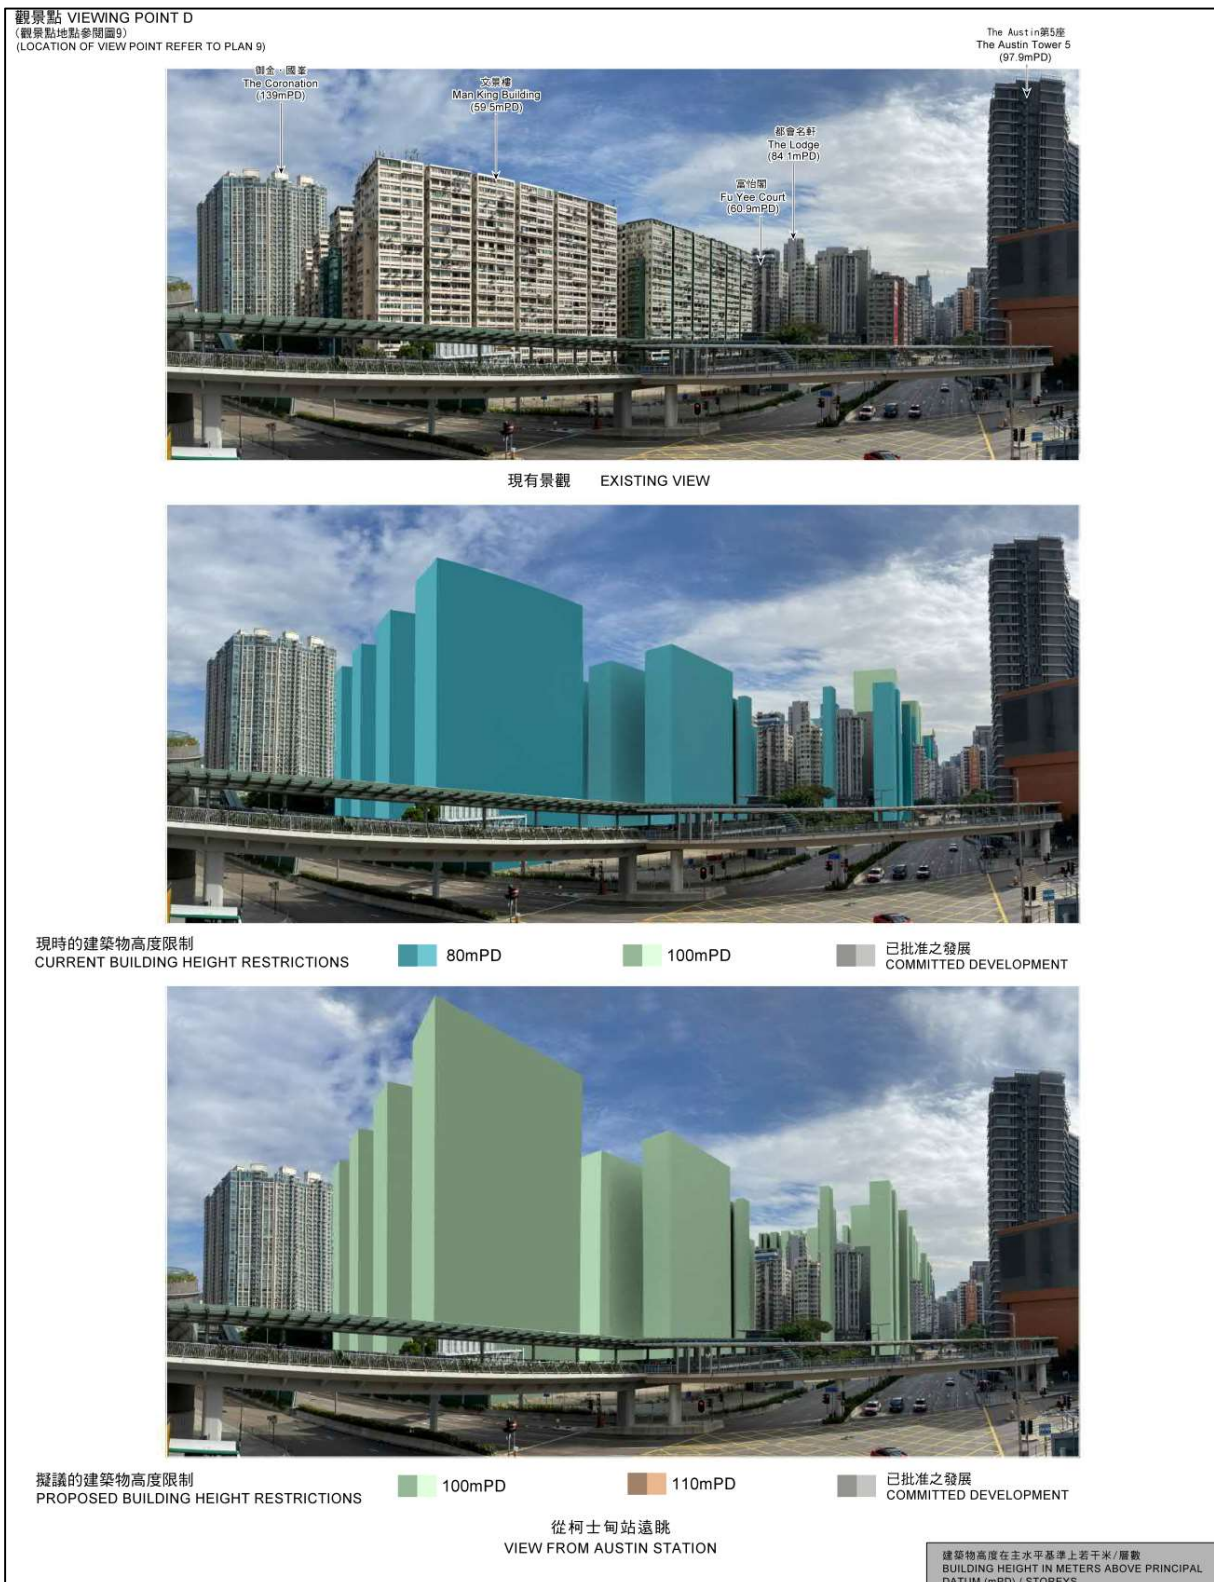 觀景點 VIEWING POINT D
(觀景點地點參閱圖9)
(LOCATION OF VIEW POINT REFER TO PLAN 9)
The Austin第5座
The Austin Tower 5
(97.9mPD)
御金・國峯
The Coronation
(139mPD)
文景樓
Man King Building
(59.5mPD)
都會名軒
The Lodge
(84.1mPD)
富怡閣
Fu Yee Court
(60.9mPD)
現有景觀 EXISTING VIEW
現時的建築物高度限制
CURRENT BUILDING HEIGHT RESTRICTIONS
80mPD
100mPD
已批准之發展
COMMITTED DEVELOPMENT
擬議的建築物高度限制
PROPOSED BUILDING HEIGHT RESTRICTIONS
100mPD
110mPD
已批准之發展
COMMITTED DEVELOPMENT
從柯士甸站遠眺
VIEW FROM AUSTIN STATION
建築物高度在主水平基準上若干米/層數
BUILDING HEIGHT IN METERS ABOVE PRINCIPAL
DATUM (mPD) / STOREYS